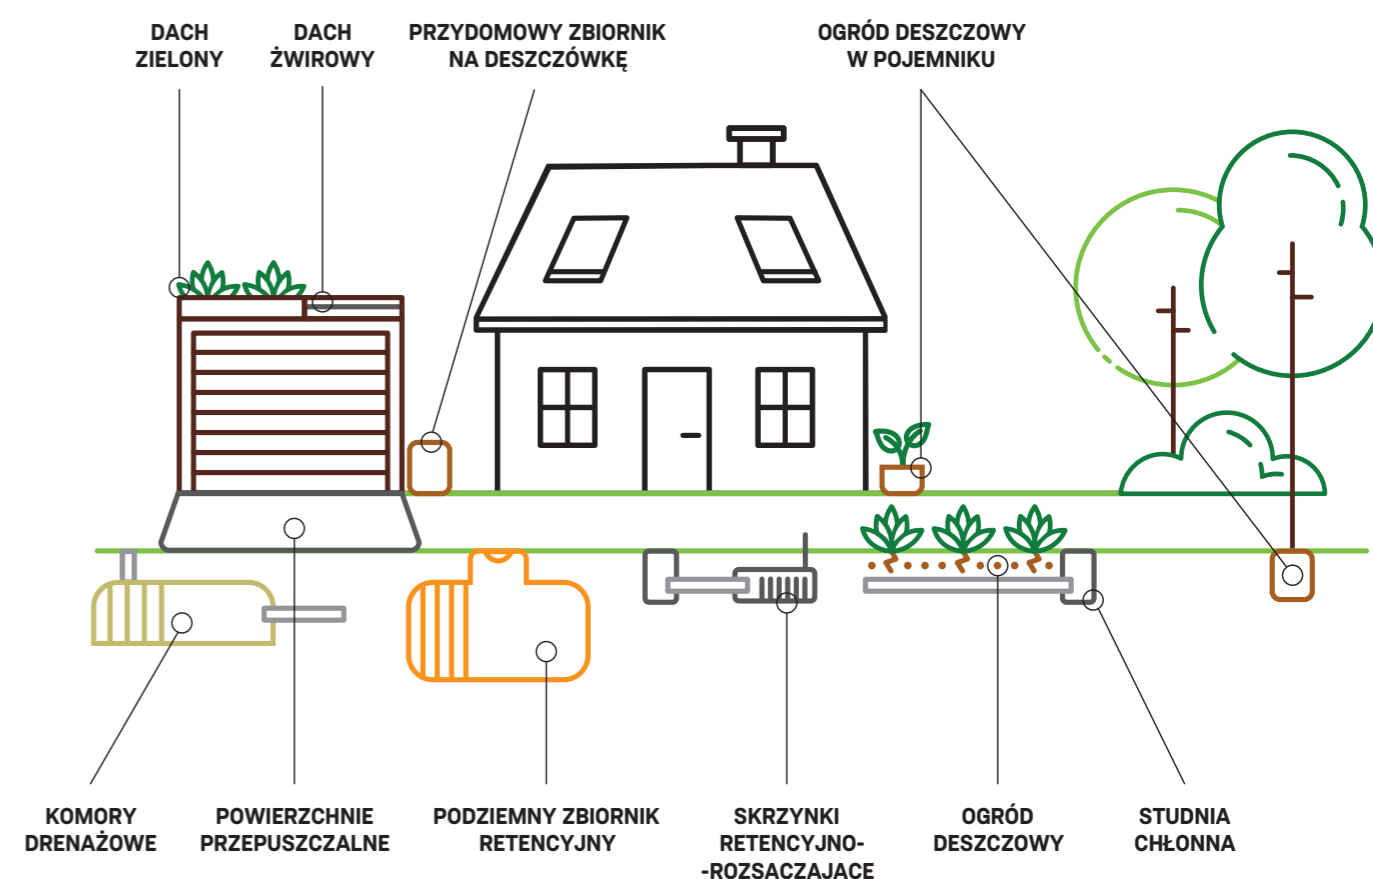 DACH
ZIELONY
DACH
ŻWIROWY
PRZYDOMOWY ZBIORNIK
NA DESZCZÓWKĘ
OGRÓD DESZCZOWY
W POJEMNIKU
KOMORY
DRENAŻOWE
POWIERZCHNIE
PRZEPUSZCZALNE
PODZIEMNY ZBIORNIK
RETENCYJNY
SKRZYNKI
RETENCYJNO-
-ROZSACZAJACE
OGRÓD
DESZCZOWY
STUDNIA
CHŁONNA